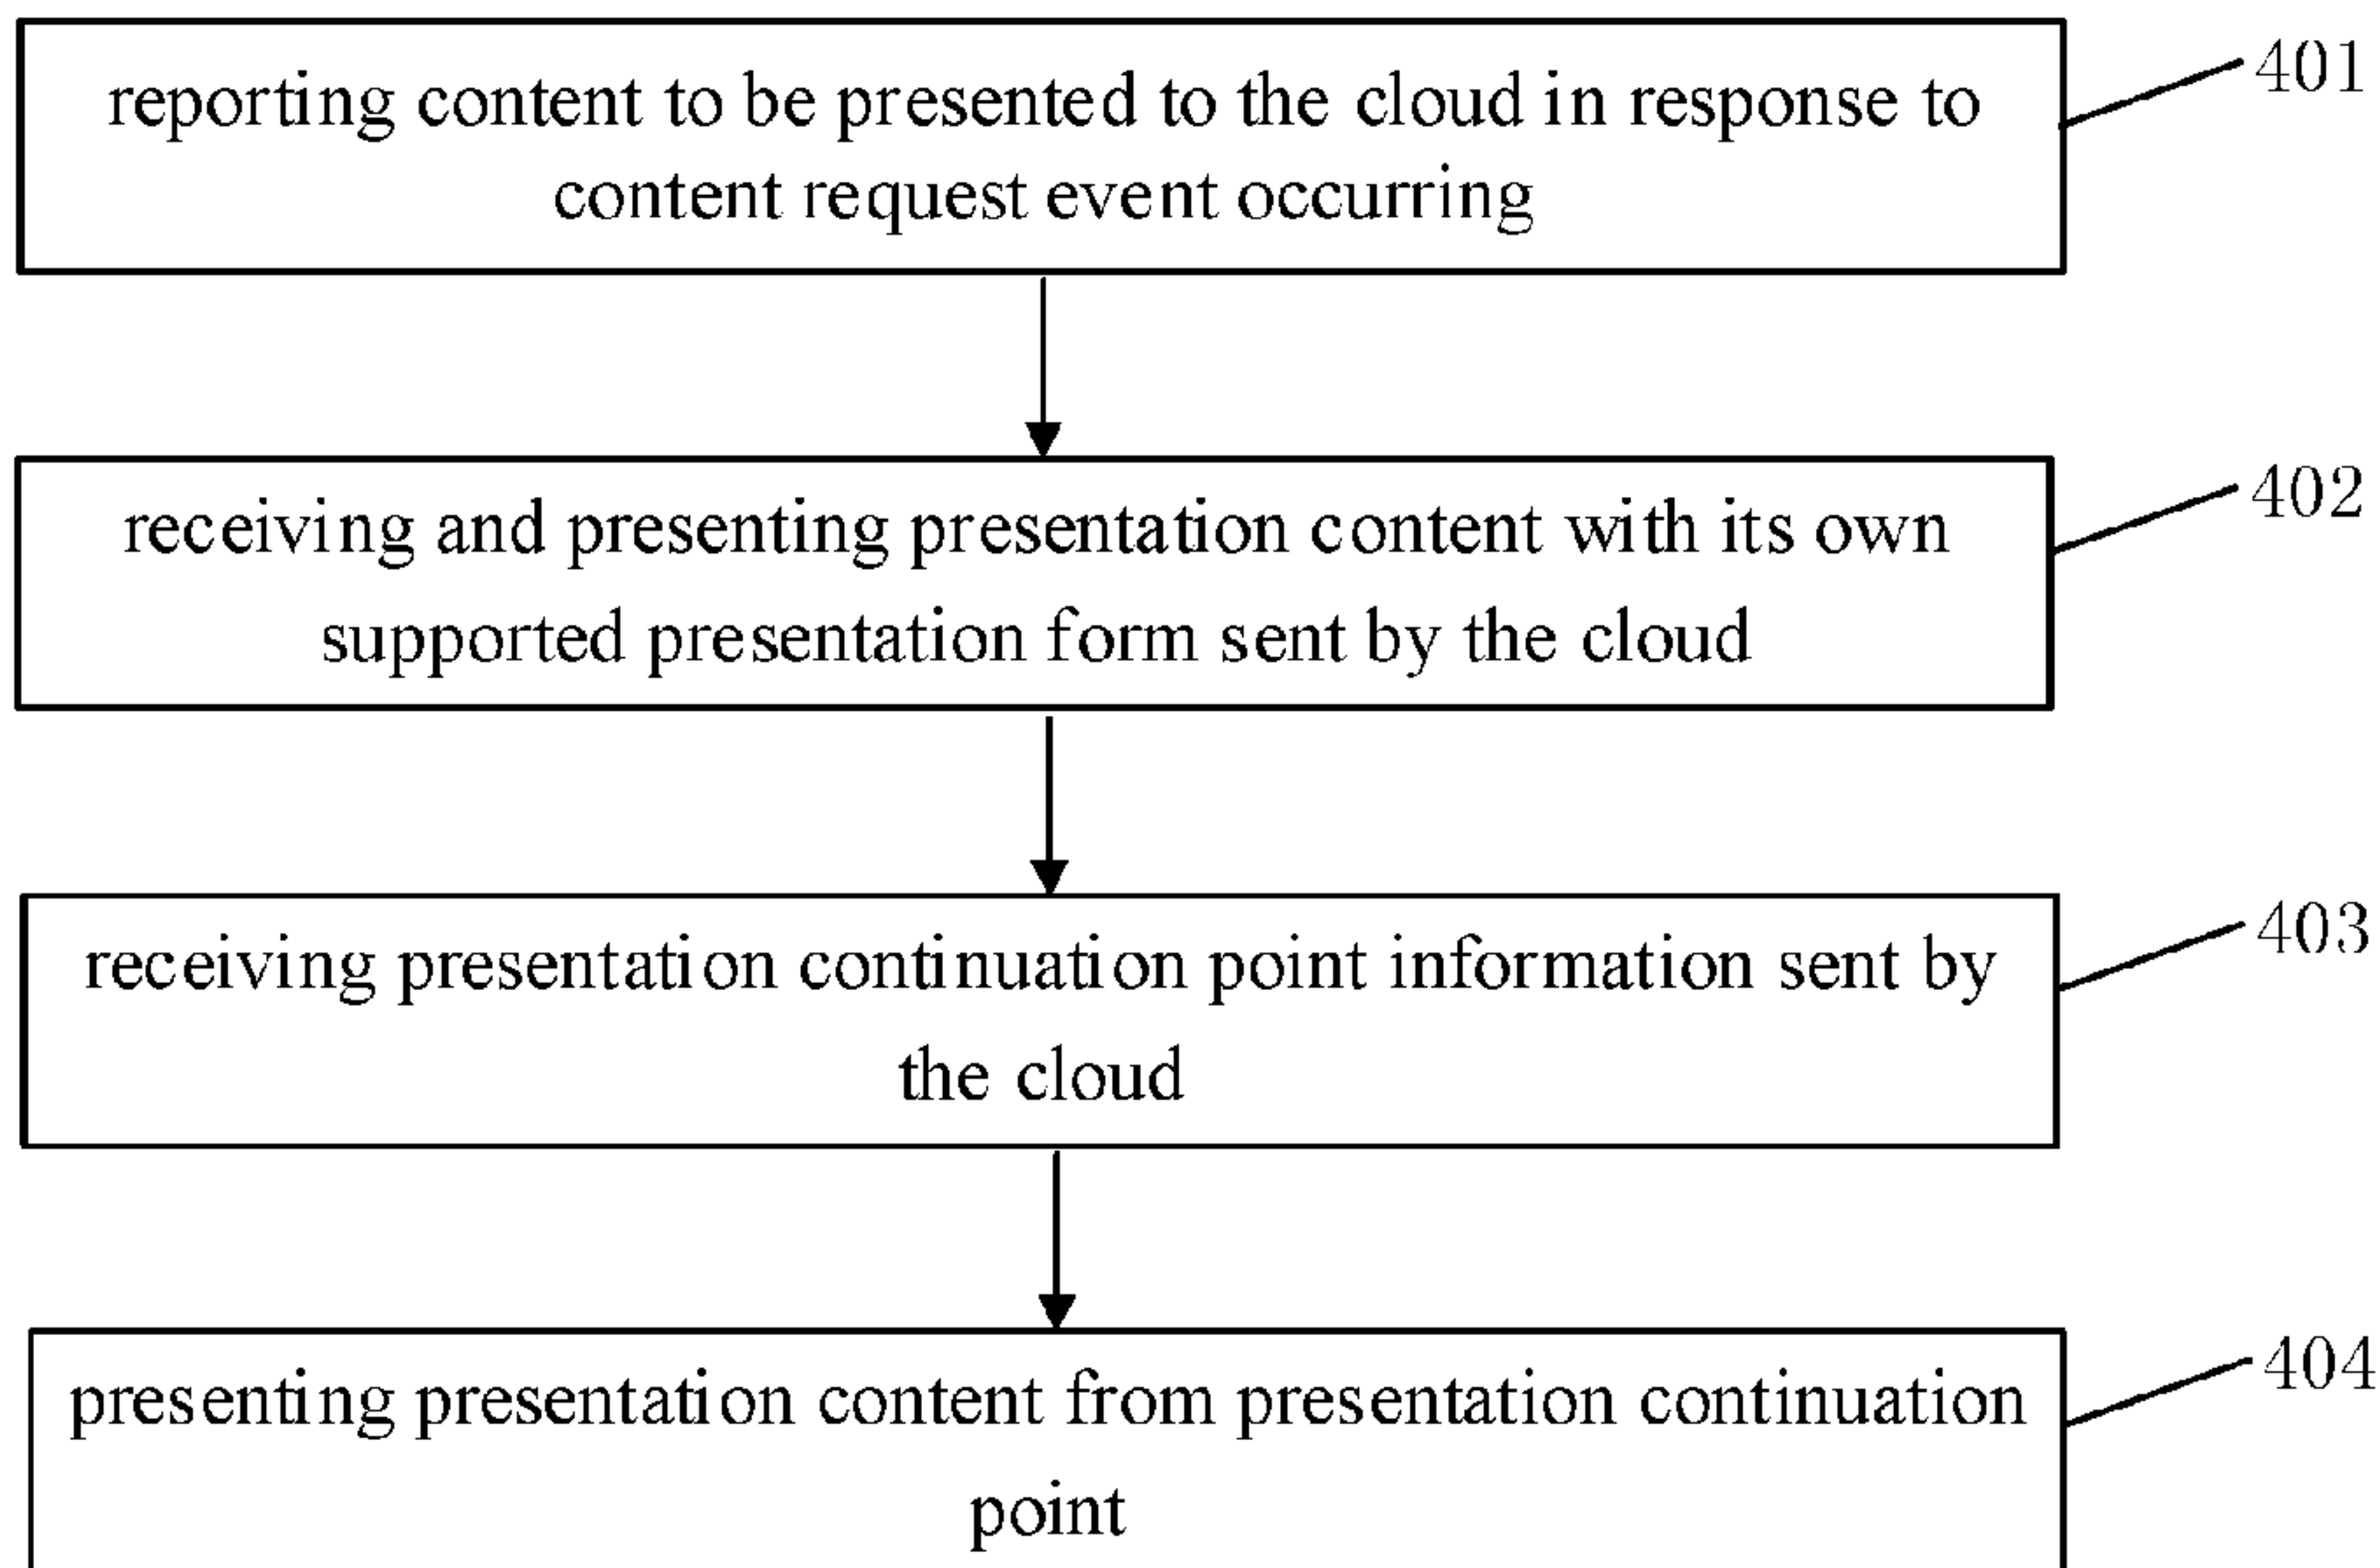 reporting content to be presented to the cloud in response to
content request event occurring
401
receiving and presenting presentation content with its own
supported presentation form sent by the cloud
402
receiving presentation continuation point information sent by
the cloud
403
presenting presentation content from presentation continuation
point
404